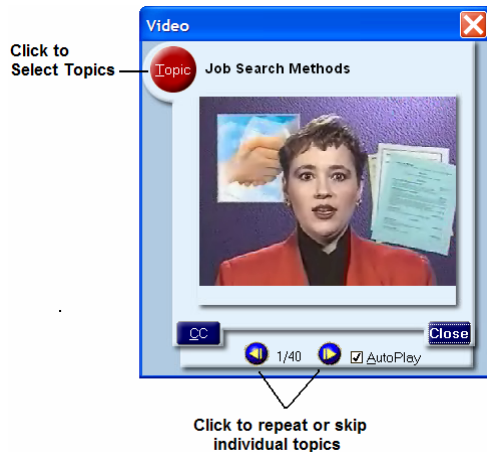 Video
Click to
Select Topics
Topic
Job Search Methods
CC
Close
1/40
AutoPlay
Click to repeat or skip
individual topics